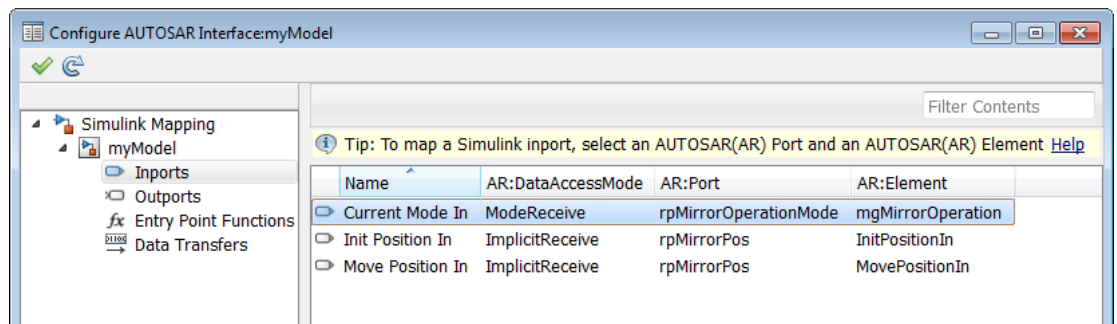 Configure AUTOSAR Interface:myModel
Filter Contents
Simulink Mapping
myModel
Inports
Outports
fx Entry Point Functions
Data Transfers
Tip: To map a Simulink inport, select an AUTOSAR(AR) Port and an AUTOSAR(AR) Element Help
Name AR:DataAccessMode AR:Port AR:Element
Current Mode In ModeReceive rpMirrorOperationMode mgMirrorOperation
Init Position In ImplicitReceive rpMirrorPos InitPositionIn
Move Position In ImplicitReceive rpMirrorPos MovePositionIn